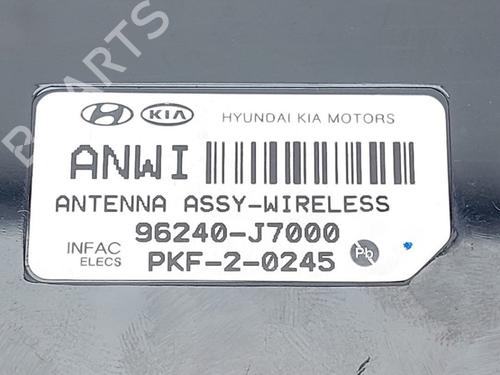 B PARTS
KIA HYUNDAI KIA MOTORS
ANWI
ANTENNA ASSY-WIRELESS
96240-J7000
INFAC
ELECS
PKF-2-0245
Pb